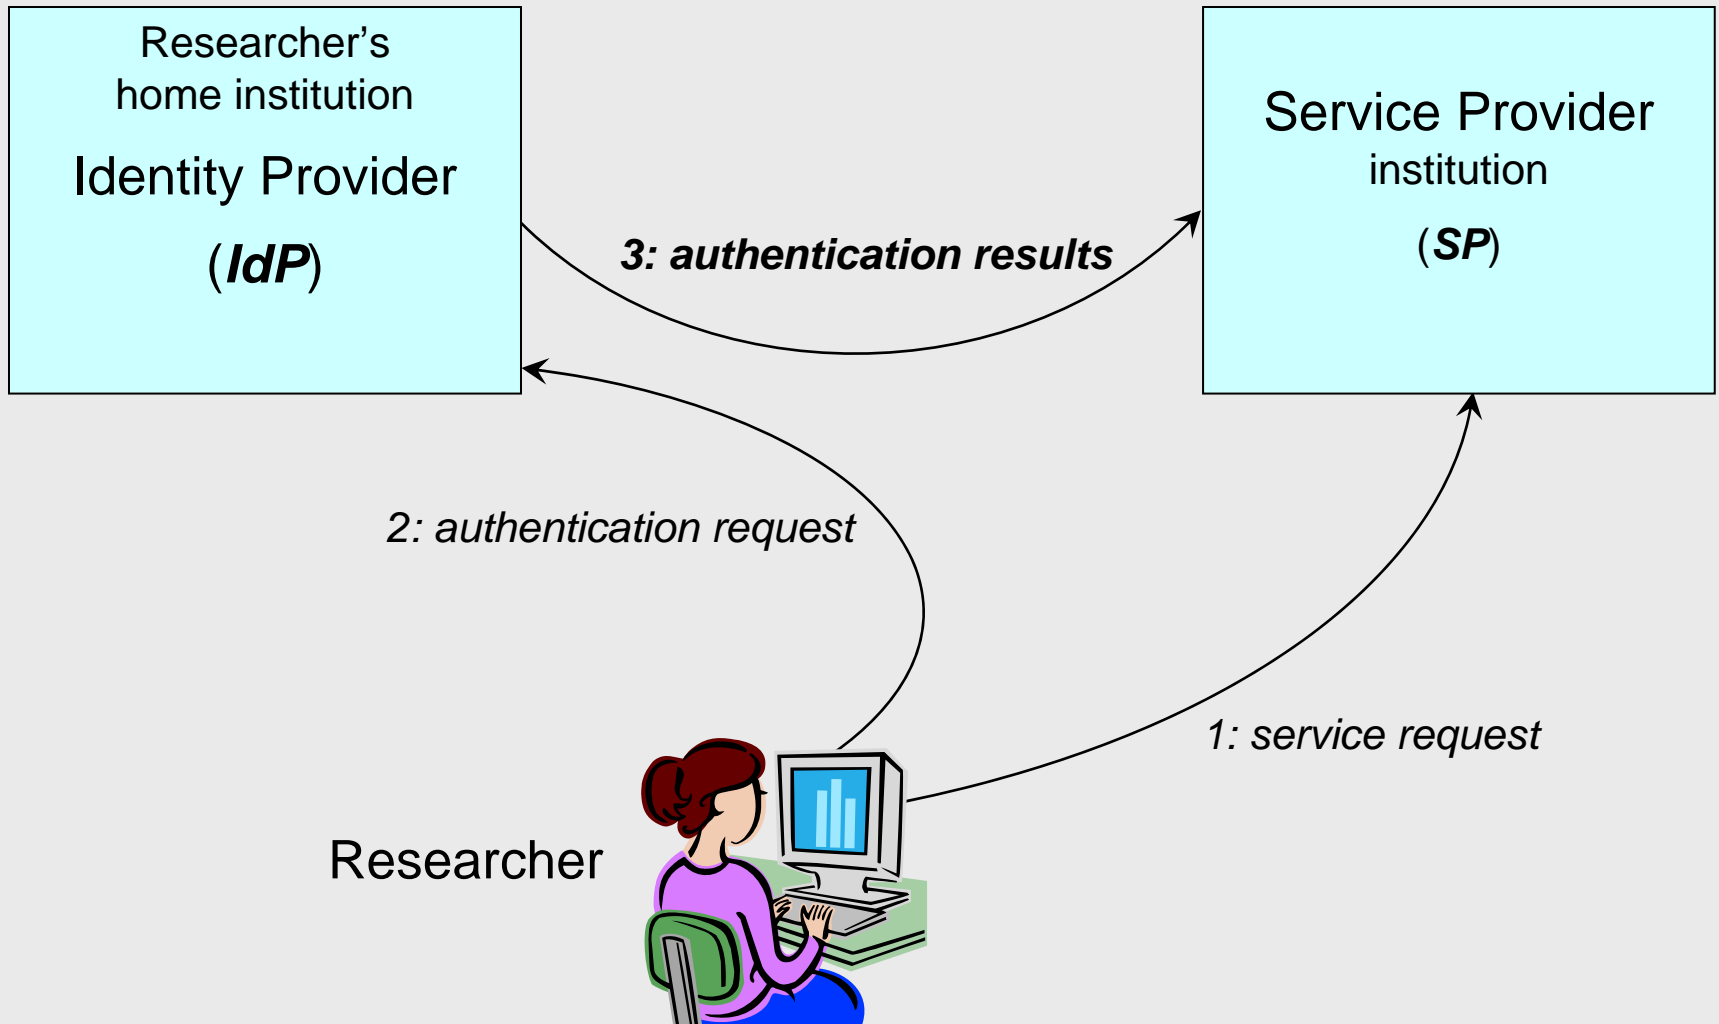 Researcher’s
home institution
Identity Provider
(IdP)
Service Provider
institution
(SP)
3: authentication results
2: authentication request
1: service request
Researcher